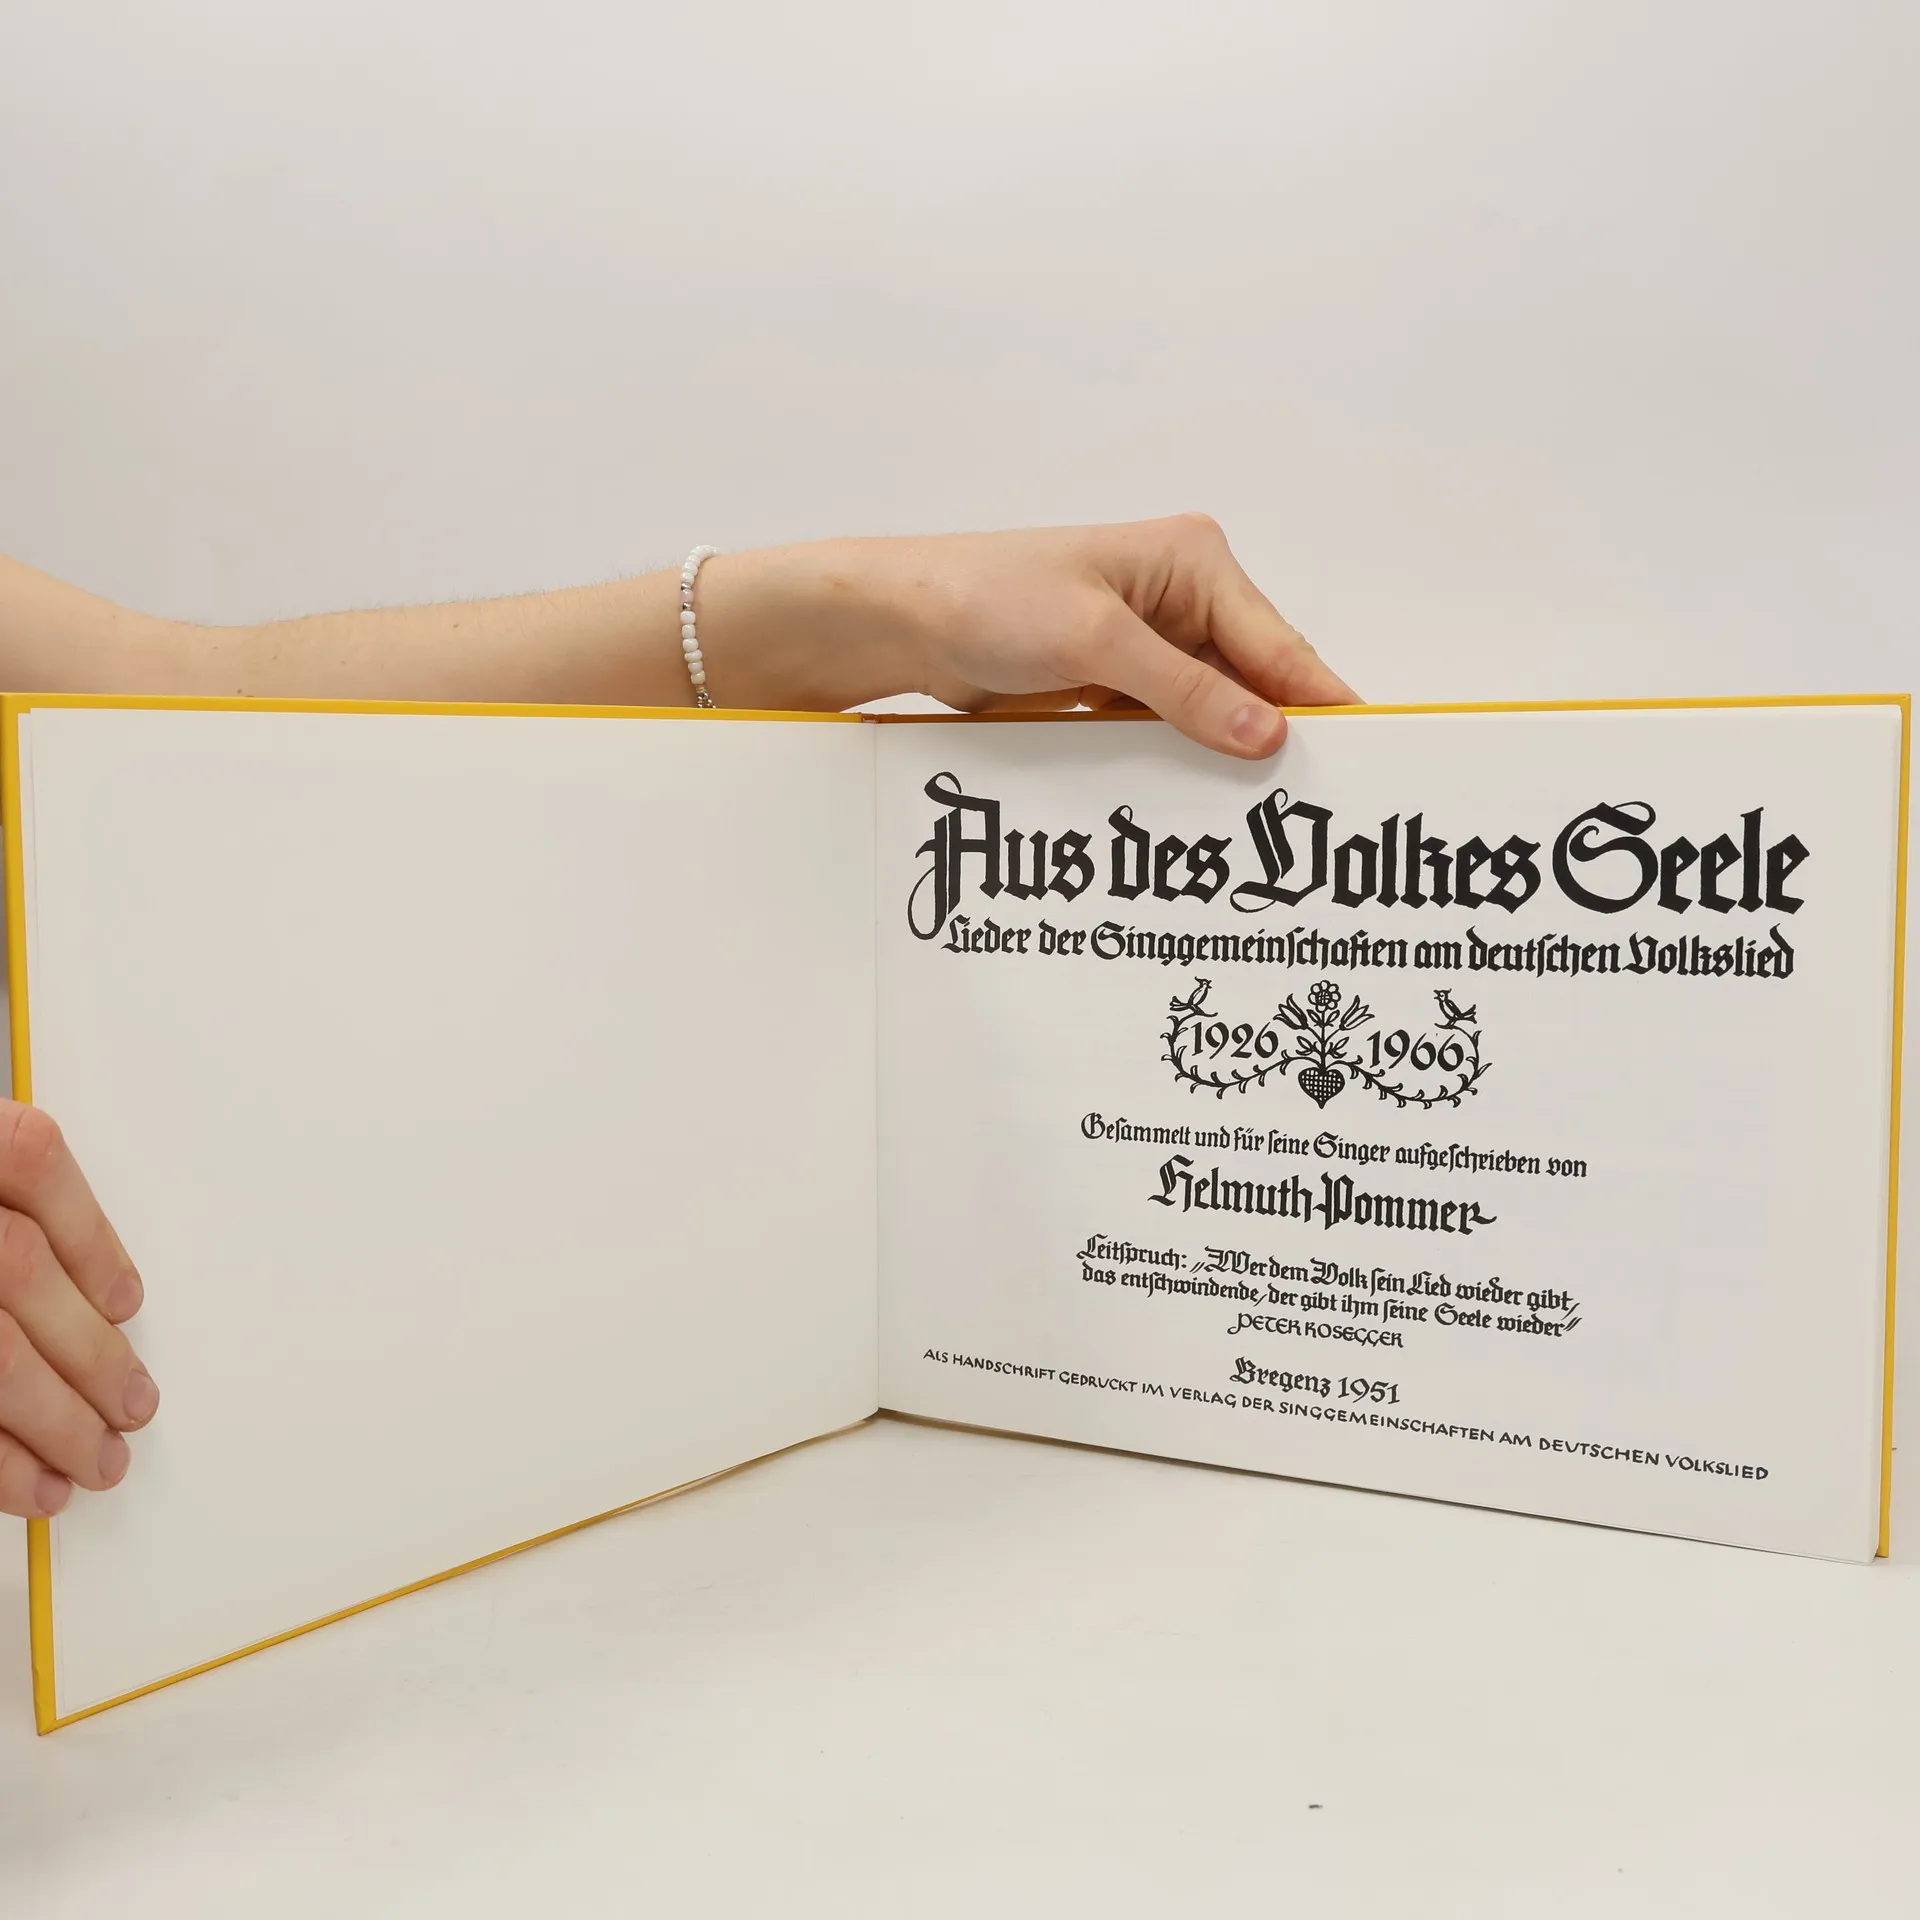 Aus des Volkes Seele
Lieder der Singgemeinschaften am deutschen Volkslied
1926 1966
Gesammelt und für seine Singer aufgeschrieben von
Helmuth Pommer
Leitspruch: „Wer dem Volk sein Lied wieder gibt,
das entschwindende, der gibt ihm seine Seele wieder“
PETER ROSEGGER
Bregenz 1951
ALS HANDSCHRIFT GEDRUCKT IM VERLAG DER SINGGEMEINSCHAFTEN AM DEUTSCHEN VOLKSLIED